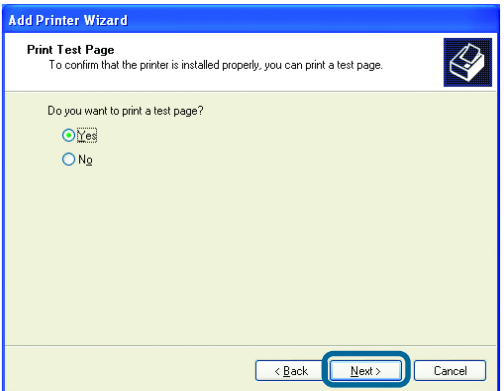 Add Printer Wizard
Print Test Page
To confirm that the printer is installed properly, you can print a test page.
Do you want to print a test page?
Yes
No
< Back Next > Cancel